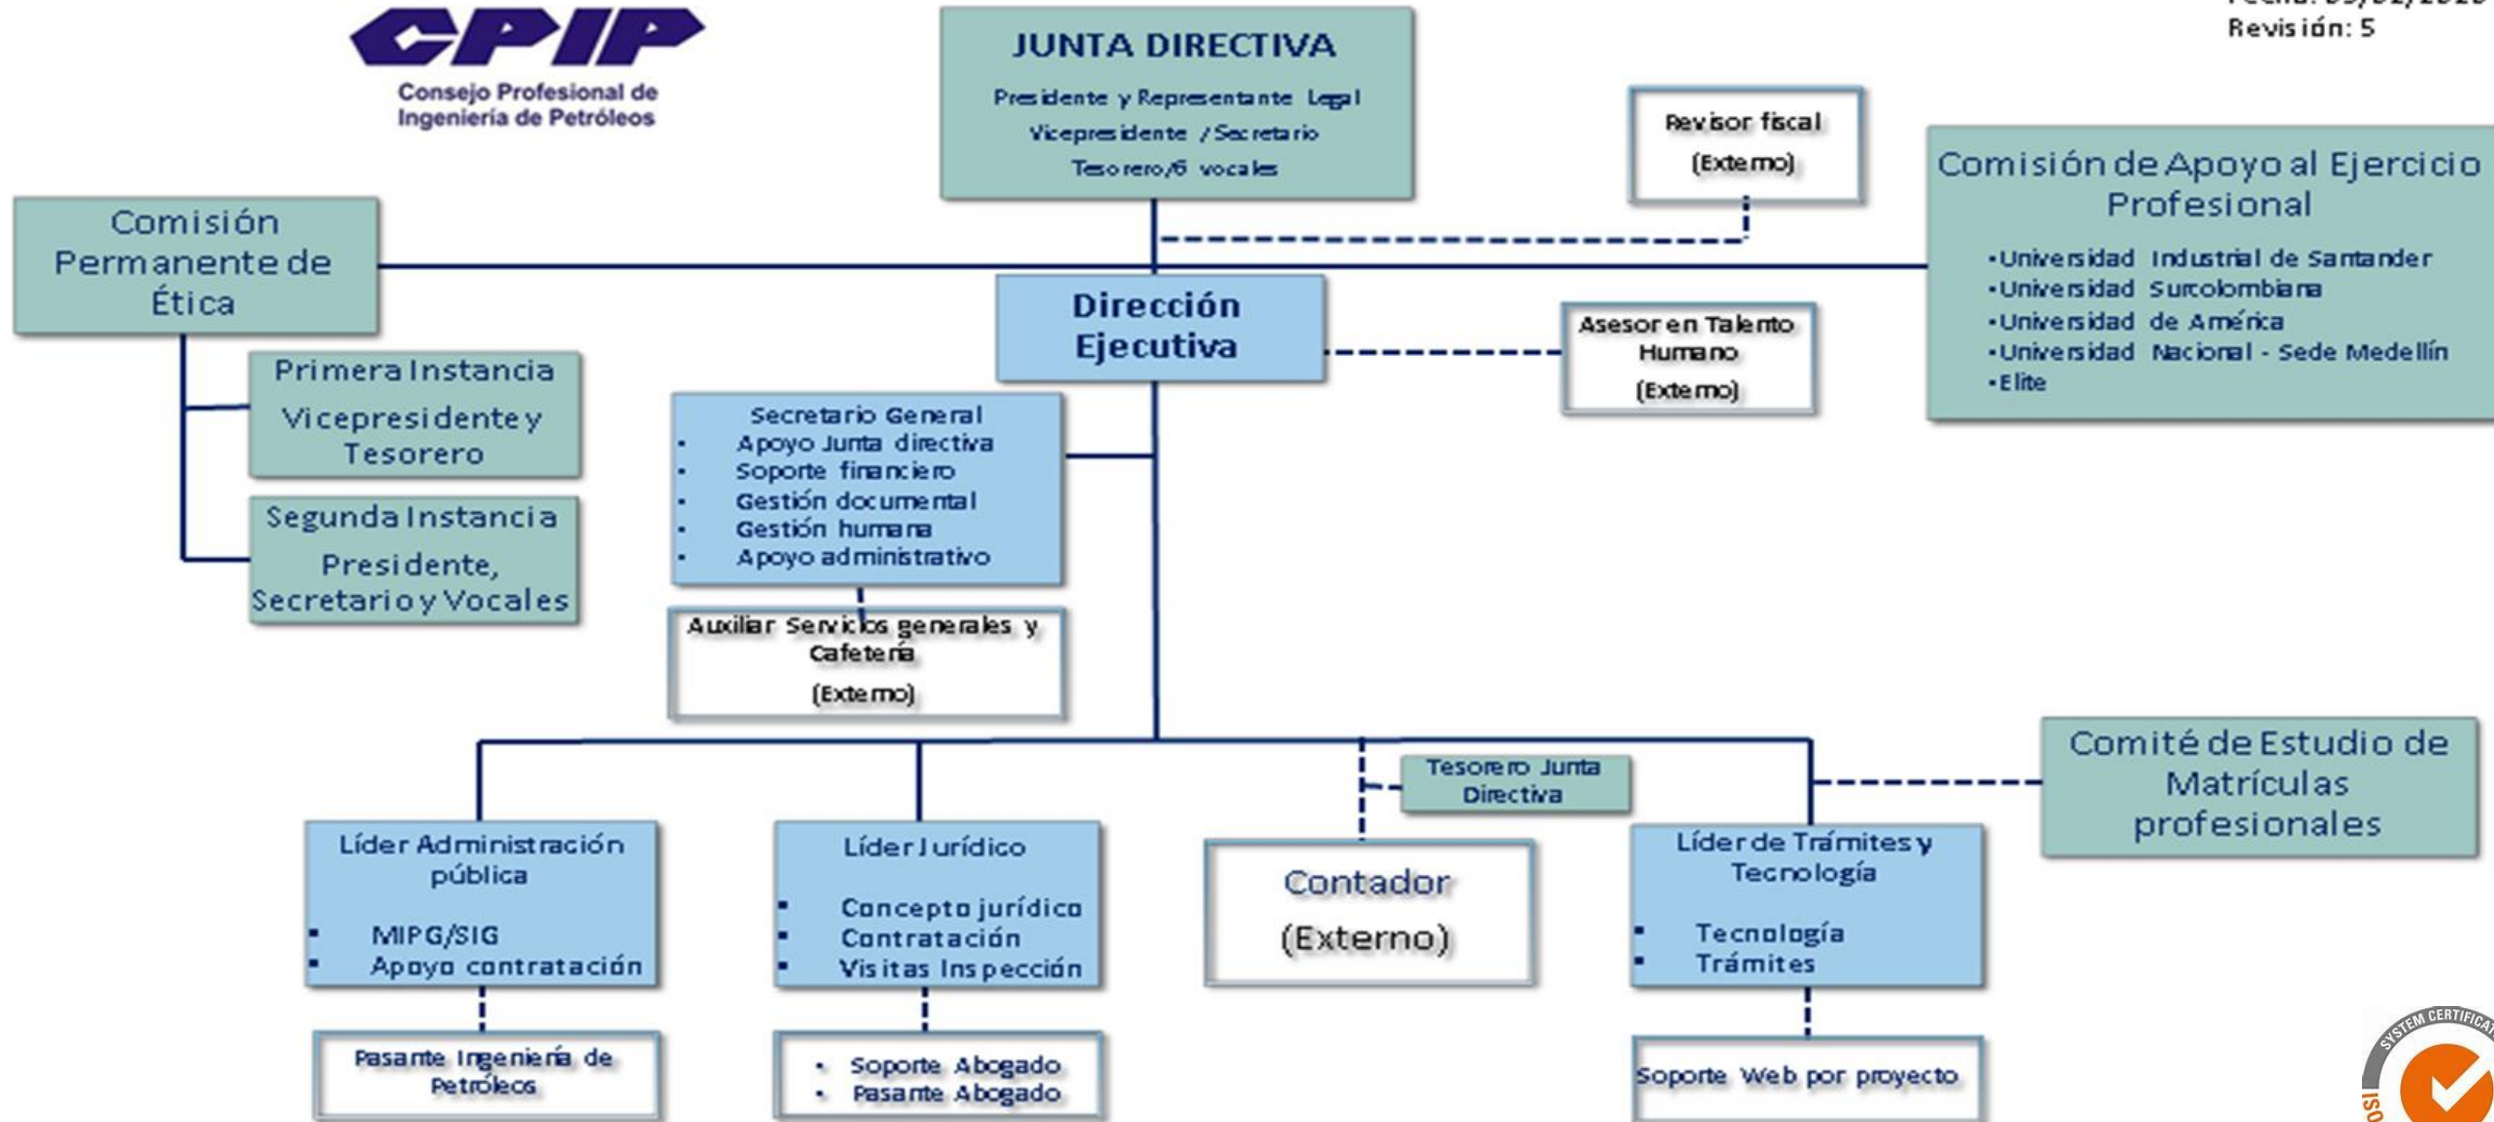 CPIP
Consejo Profesional de
Ingeniería de Petróleos
JUNTA DIRECTIVA
Presidente y Representante Legal
Vicepresidente / Secretario
Tesorero/6 vocales
Revisión: 5
Revisor fiscal
(Externo)
Comisión de Apoyo al Ejercicio
Profesional
•Universidad Industrial de Santander
•Universidad Surcolombiana
•Universidad de América
•Universidad Nacional - Sede Medellín
•Elite
Comisión
Permanente de
Ética
Primera Instancia
Vicepresidente y
Tesorero
Segunda Instancia
Presidente,
Secretario y Vocales
Dirección
Ejecutiva
Asesor en Talento
Humano
(Externo)
Secretario General
▪ Apoyo Junta directiva
▪ Soporte financiero
▪ Gestión documental
▪ Gestión humana
▪ Apoyo administrativo
Auxiliar Servicios generales y
Cafetería
(Externo)
Tesorero Junta
Directiva
Comité de Estudio de
Matrículas
profesionales
Líder Administración
pública
▪ MIPG/SIG
▪ Apoyo contratación
Líder Jurídico
▪ Concepto jurídico
▪ Contratación
▪ Visitas Inspección
Contador
(Externo)
Líder de Trámites y
Tecnología
▪ Tecnología
▪ Trámites
Pasante Ingeniería de
Petróleos
• Soporte Abogado
• Pasante Abogado
Soporte Web por proyecto
SYSTEM
ISO